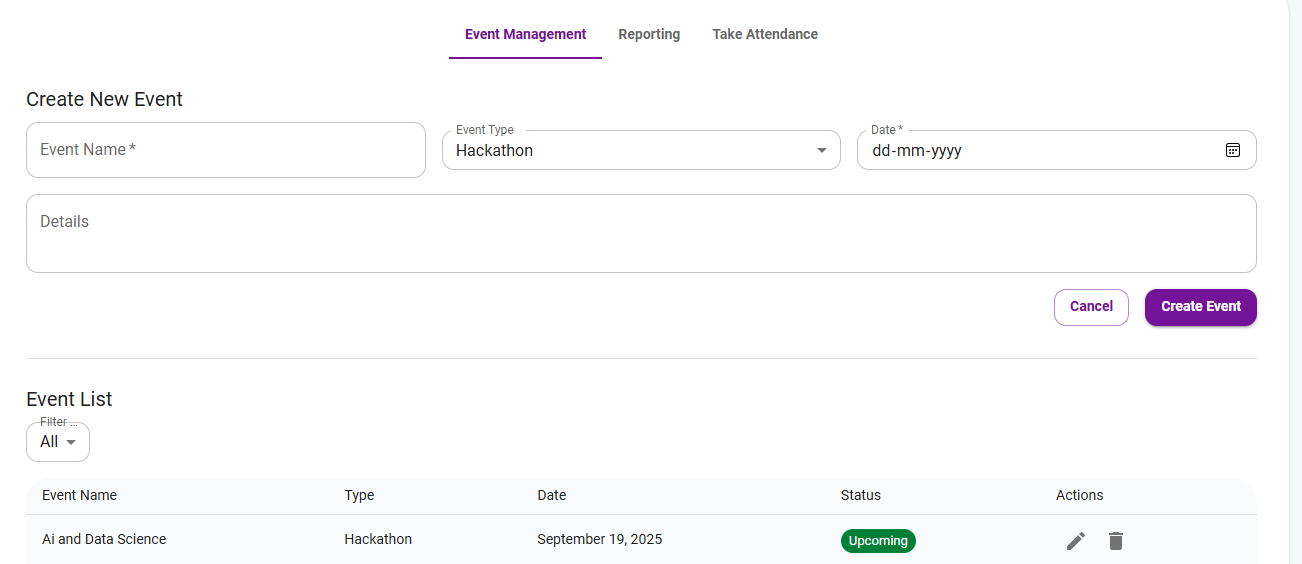 Event Management Reporting Take Attendance
Create New Event
Event Name *
Event Type
Hackathon
Date *
dd-mm-yyyy
Details
Cancel Create Event
Event List
Filter ...
All
Event Name Type Date Status Actions
Ai and Data Science Hackathon September 19, 2025 Upcoming